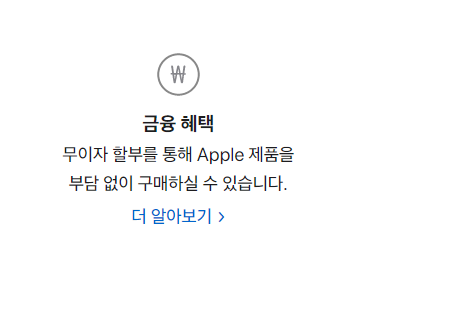 ₩
금융 혜택
무이자 할부를 통해 Apple 제품을
부담 없이 구매하실 수 있습니다.
더 알아보기 >